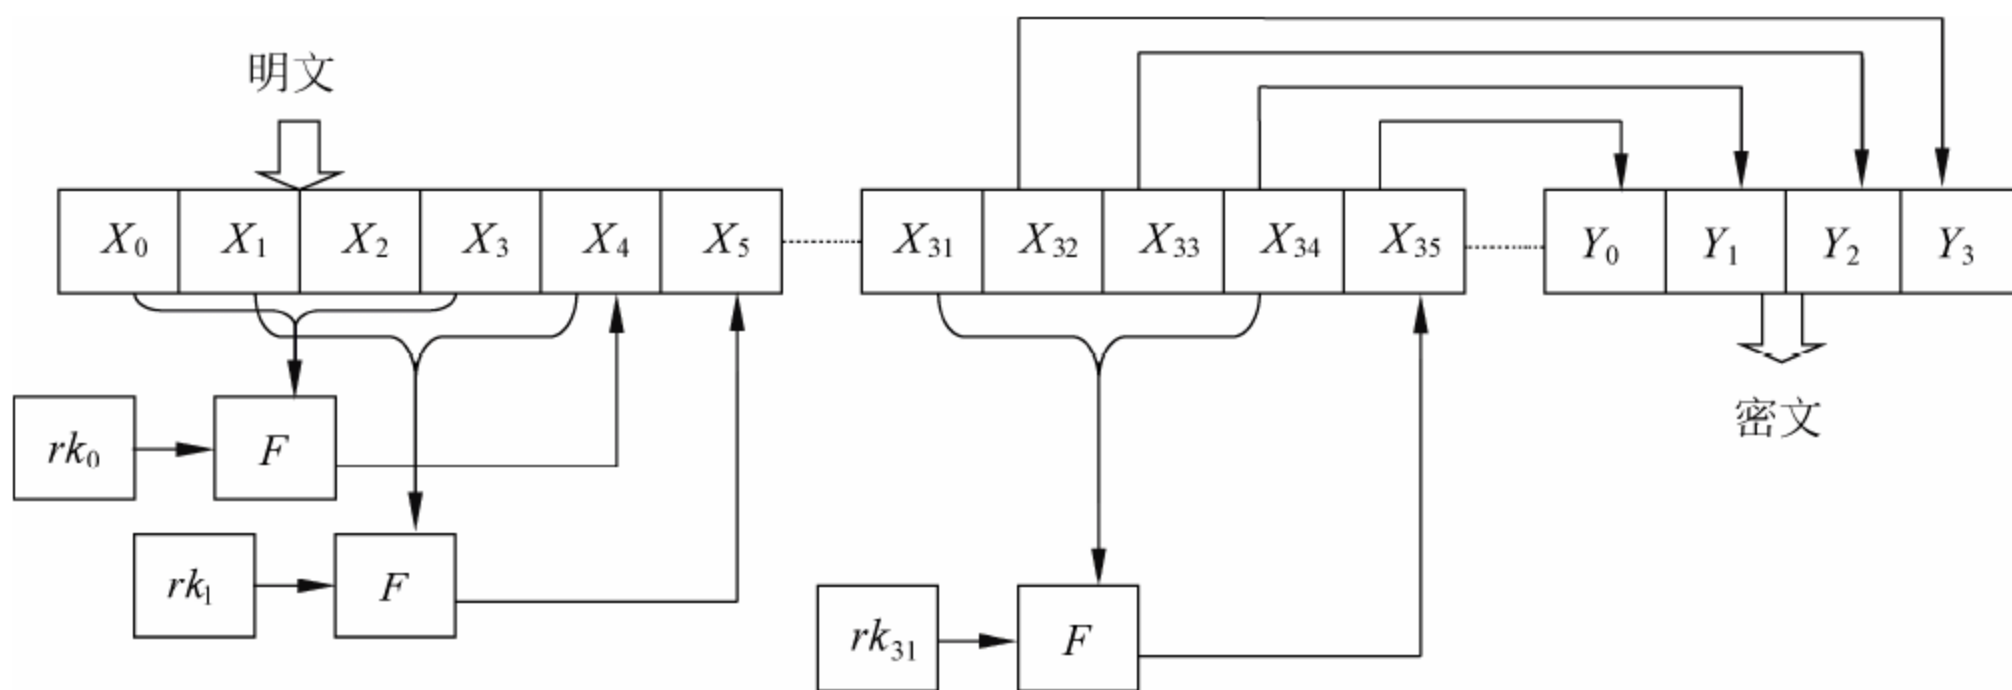 明文
X0 X1 X2 X3 X4 X5 X31 X32 X33 X34 X35 Y0 Y1 Y2 Y3
密文
rk0 F
rk1 F
rk31 F